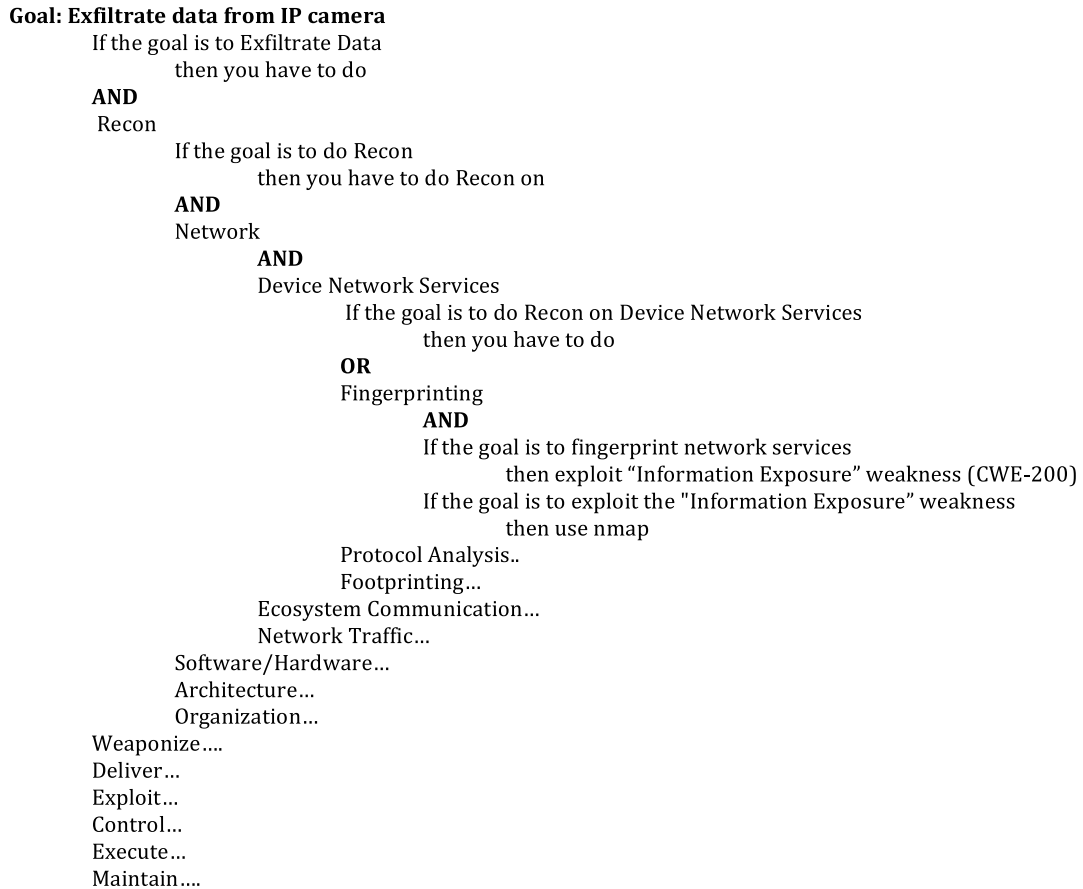 Goal: Exfiltrate data from IP camera
If the goal is to Exfiltrate Data
then you have to do
AND
Recon
If the goal is to do Recon
then you have to do Recon on
AND
Network
AND
Device Network Services
If the goal is to do Recon on Device Network Services
then you have to do
OR
Fingerprinting
AND
If the goal is to fingerprint network services
then exploit “Information Exposure” weakness (CWE-200)
If the goal is to exploit the "Information Exposure” weakness
then use nmap
Protocol Analysis..
Footprinting…
Ecosystem Communication…
Network Traffic…
Software/Hardware…
Architecture…
Organization…
Weaponize….
Deliver…
Exploit…
Control…
Execute…
Maintain….